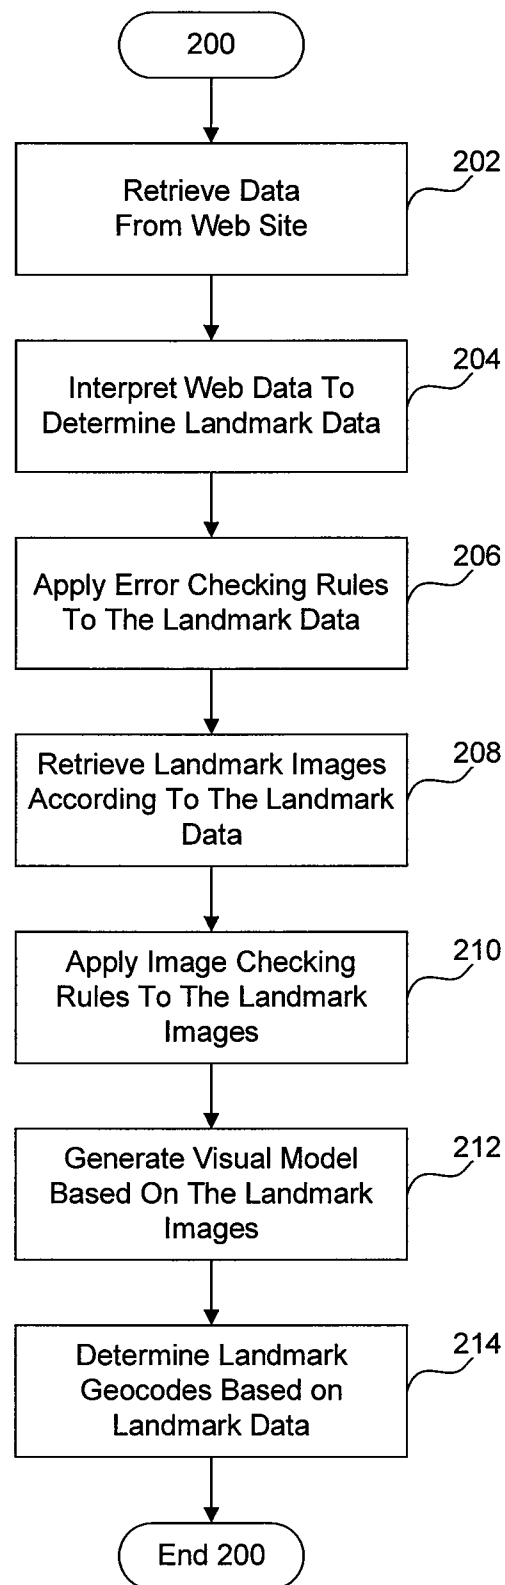 200
202
Retrieve Data
From Web Site
204
Interpret Web Data To
Determine Landmark Data
206
Apply Error Checking Rules
To The Landmark Data
208
Retrieve Landmark Images
According To The Landmark
Data
210
Apply Image Checking
Rules To The Landmark
Images
212
Generate Visual Model
Based On The Landmark
Images
214
Determine Landmark
Geocodes Based on
Landmark Data
End 200